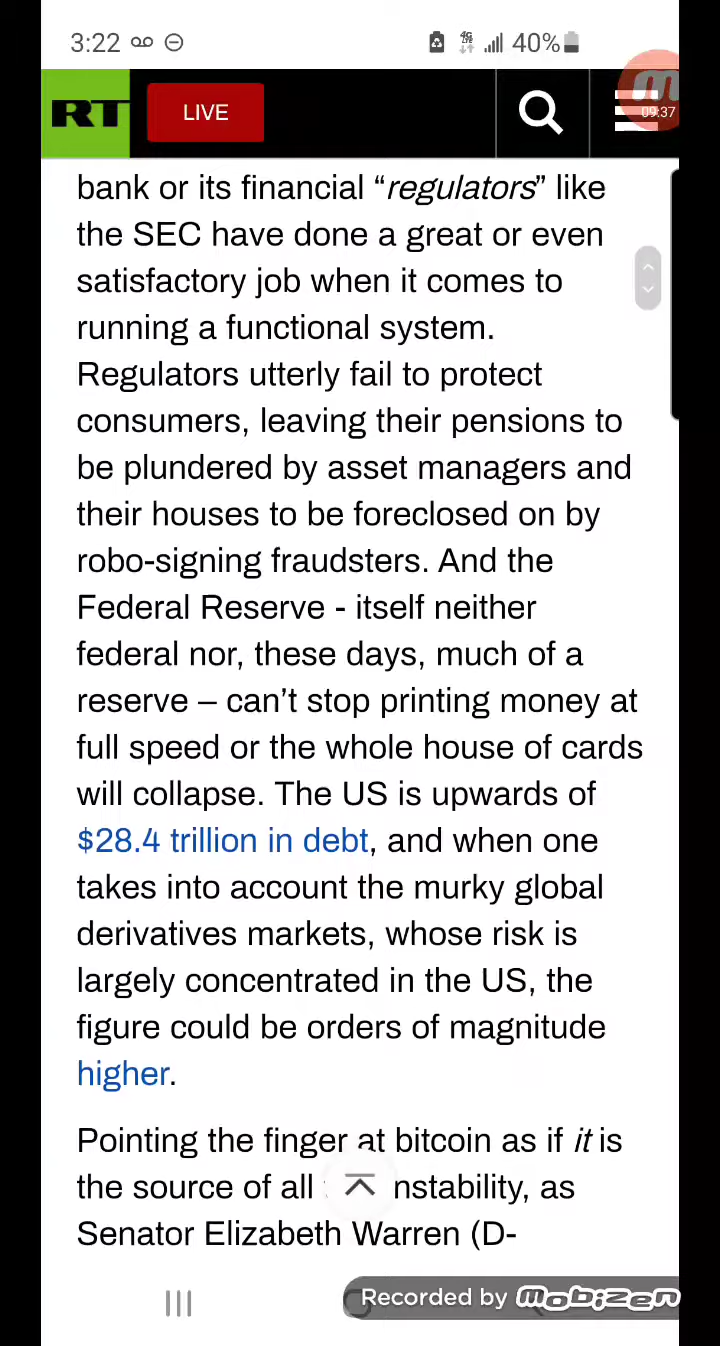 3:22
4G
40%
RT
LIVE
09:37
bank or its financial “regulators” like
the SEC have done a great or even
satisfactory job when it comes to
running a functional system.
Regulators utterly fail to protect
consumers, leaving their pensions to
be plundered by asset managers and
their houses to be foreclosed on by
robo-signing fraudsters. And the
Federal Reserve - itself neither
federal nor, these days, much of a
reserve – can’t stop printing money at
full speed or the whole house of cards
will collapse. The US is upwards of
$28.4 trillion in debt, and when one
takes into account the murky global
derivatives markets, whose risk is
largely concentrated in the US, the
figure could be orders of magnitude
higher.
Pointing the finger at bitcoin as if it is
the source of all nstability, as
Senator Elizabeth Warren (D-
Recorded by mobizen